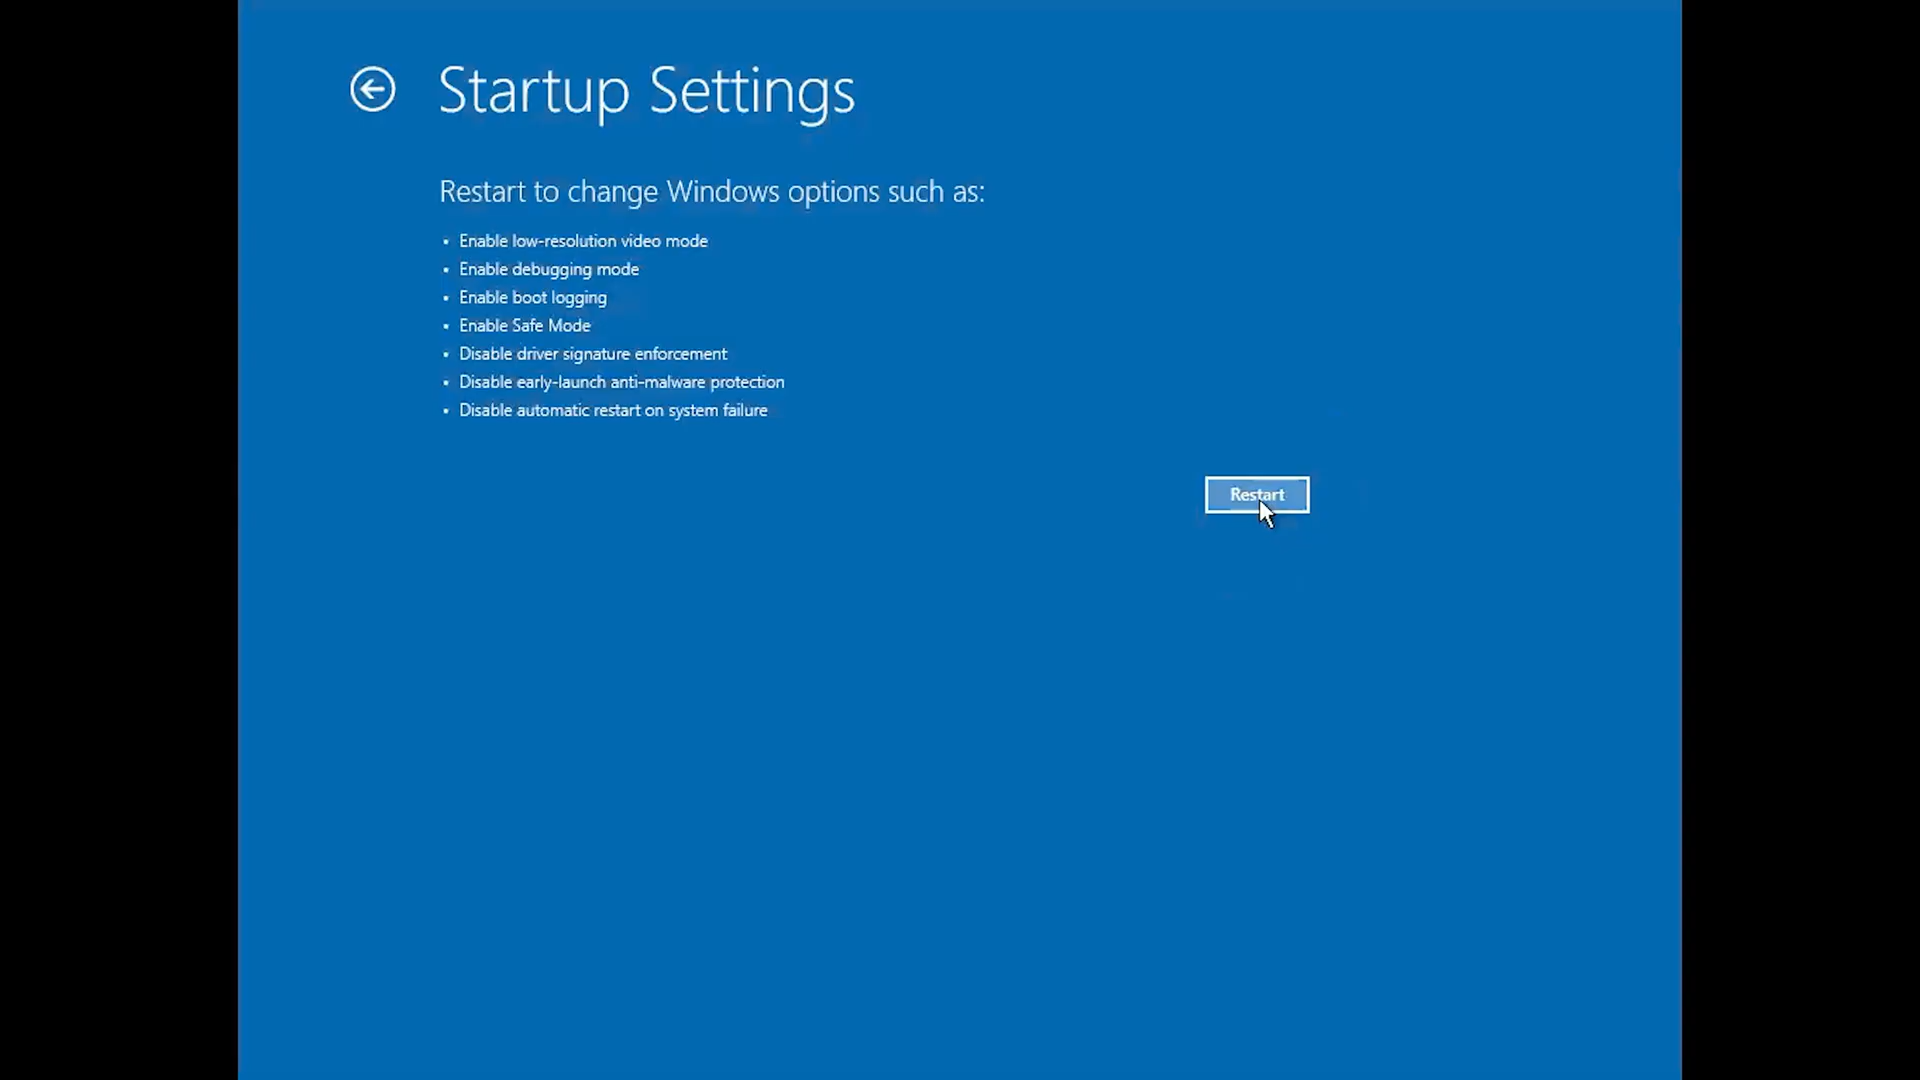 Startup Settings
Restart to change Windows options such as:
• Enable low-resolution video mode
• Enable debugging mode
• Enable boot logging
• Enable Safe Mode
• Disable driver signature enforcement
• Disable early-launch anti-malware protection
• Disable automatic restart on system failure
Restart